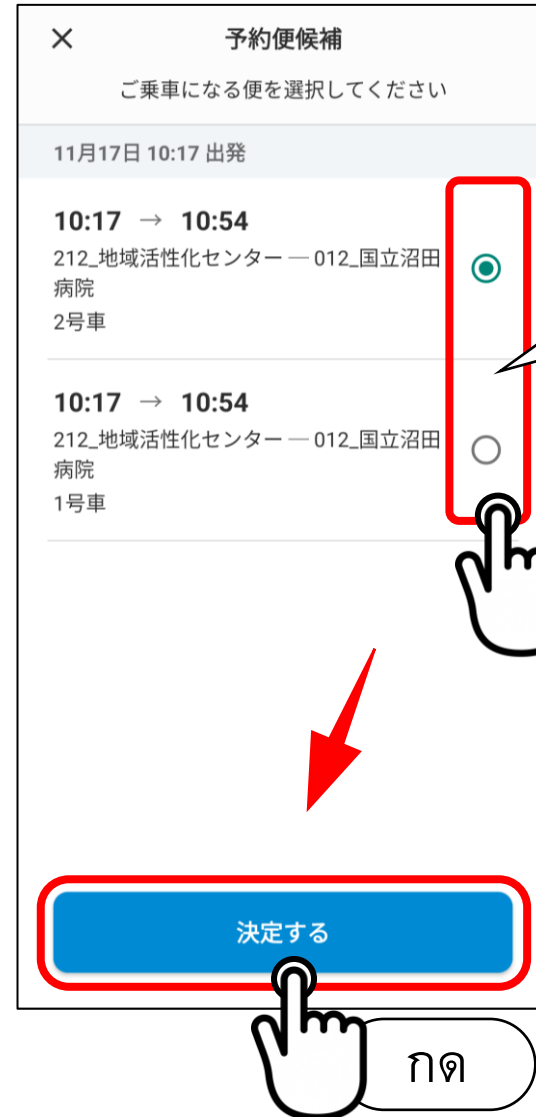 × 予約便候補
ご乗車になる便を選択してください
11月17日 10:17 出発
10:17 → 10:54
212_地域活性化センター — 012_国立沼田
病院
2号車
10:17 → 10:54
212_地域活性化センター — 012_国立沼田
病院
1号車
決定する
กด